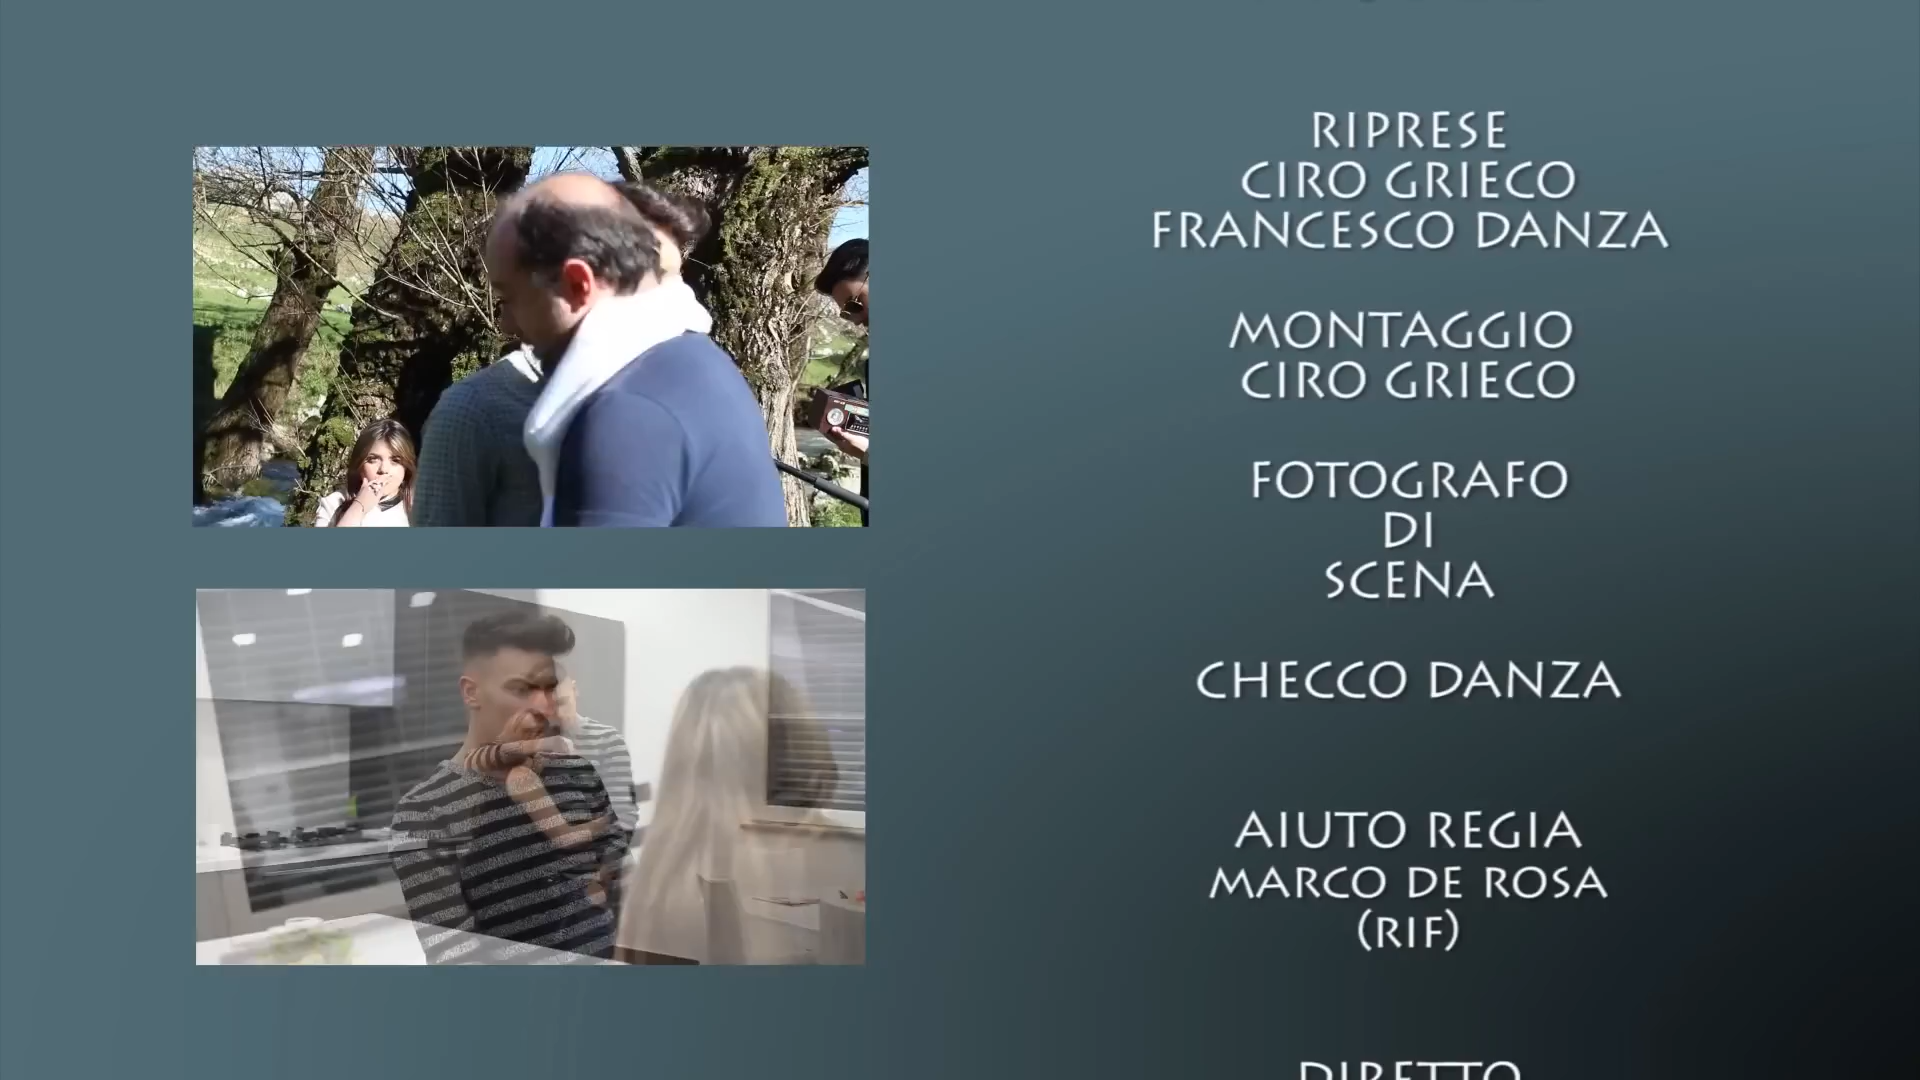 RIPRESE
CIRO GRIECO
FRANCESCO DANZA
MONTAGGIO
CIRO GRIECO
FOTOGRAFO
DI
SCENA
CHECCO DANZA
AIUTO REGIA
MARCO DE ROSA
(RIF)
DIRETTO